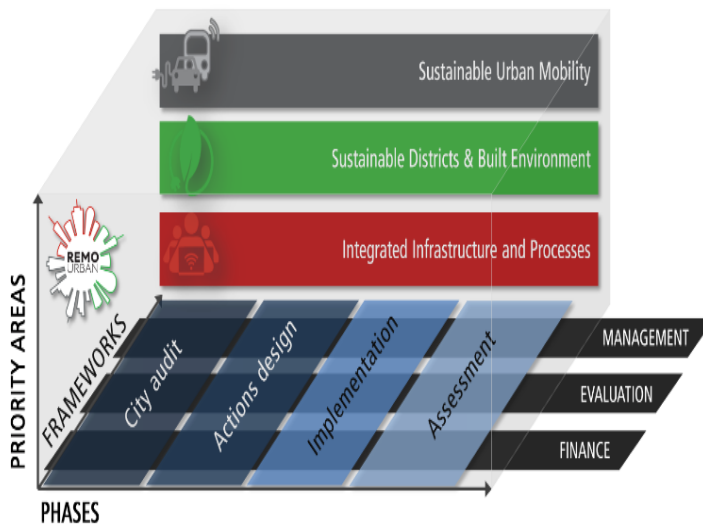 Sustainable Urban Mobility
Sustainable Districts & Built Environment
Integrated Infrastructure and Processes
REMO
URBAN
PRIORITY AREAS
FRAMEWORKS
City audit
Actions design
Implementation
Assessment
MANAGEMENT
EVALUATION
FINANCE
PHASES